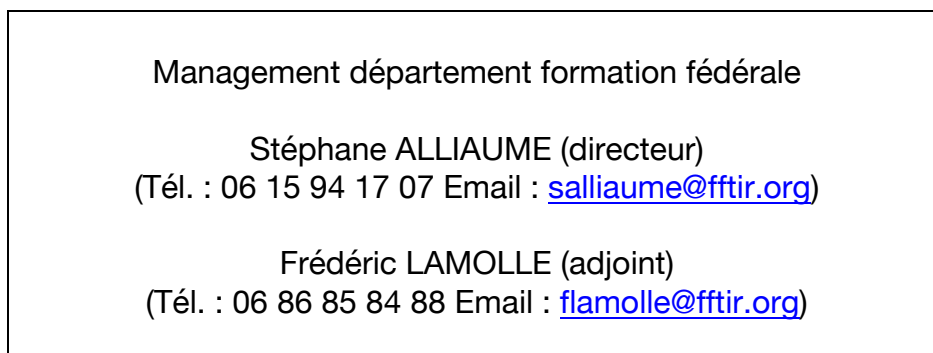 Management département formation fédérale
Stéphane ALLIAUME (directeur)
(Tél. : 06 15 94 17 07 Email : salliaume@fftir.org)
Frédéric LAMOLLE (adjoint)
(Tél. : 06 86 85 84 88 Email : flamolle@fftir.org)